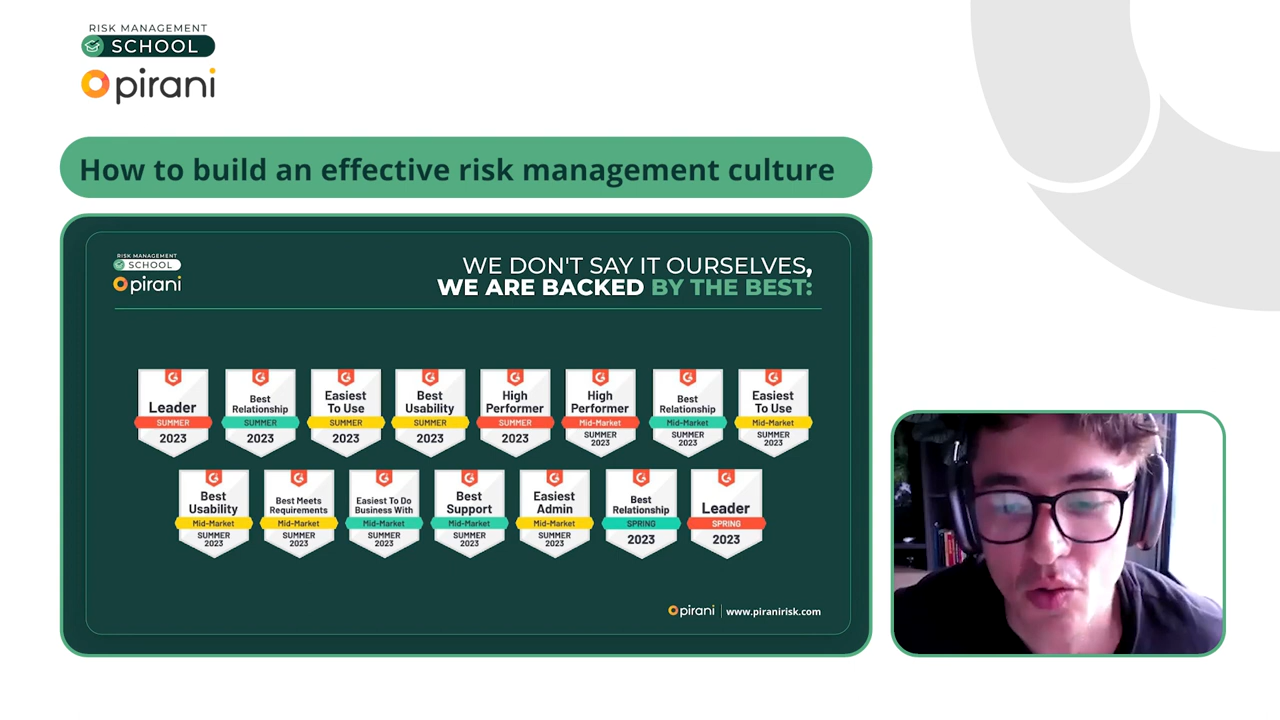 RISK MANAGEMENT
SCHOOL
pirani
How to build an effective risk management culture
RISK MANAGEMENT
SCHOOL
pirani
WE DON'T SAY IT OURSELVES,
WE ARE BACKED BY THE BEST:
Leader
SUMMER
2023
Best
Relationship
SUMMER
2023
Easiest
To Use
SUMMER
2023
Best
Usability
SUMMER
2023
High
Performer
SUMMER
2023
High
Performer
Mid-Market
SUMMER
2023
Best
Relationship
Mid-Market
SUMMER
2023
Easiest
To Use
Mid-Market
SUMMER
2023
Best
Usability
Mid-Market
SUMMER
2023
Best Meets
Requirements
Mid-Market
SUMMER
2023
Easiest To Do
Business With
Mid-Market
SUMMER
2023
Best
Support
Mid-Market
SUMMER
2023
Easiest
Admin
Mid-Market
SUMMER
2023
Best
Relationship
SPRING
2023
Leader
SPRING
2023
pirani www.piranirisk.com